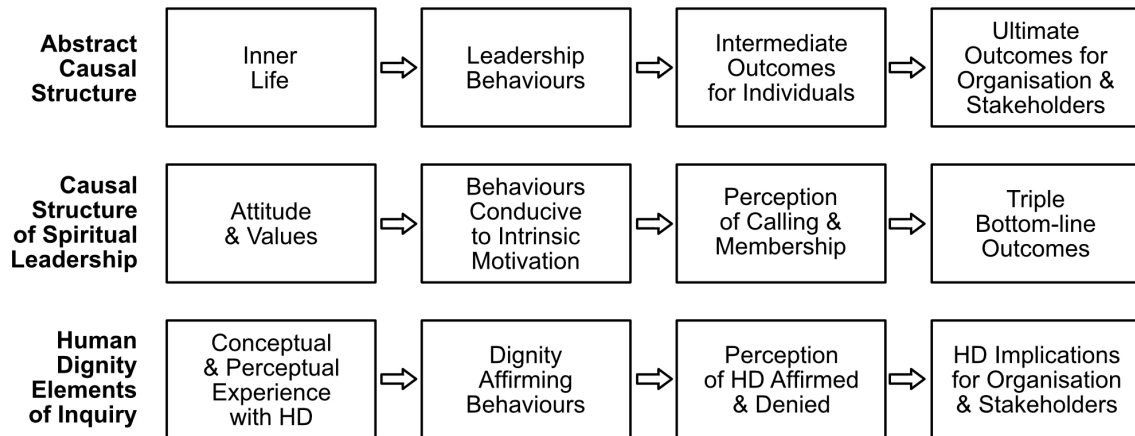 Abstract
Causal
Structure
Inner
Life
Leadership
Behaviours
Intermediate
Outcomes
for Individuals
Ultimate
Outcomes for
Organisation &
Stakeholders
Causal
Structure
of Spiritual
Leadership
Attitude
& Values
Behaviours
Conducive
to Intrinsic
Motivation
Perception
of Calling &
Membership
Triple
Bottom-line
Outcomes
Human
Dignity
Elements
of Inquiry
Conceptual
& Perceptual
Experience
with HD
Dignity
Affirming
Behaviours
Perception
of HD Affirmed
& Denied
HD Implications
for Organisation
& Stakeholders